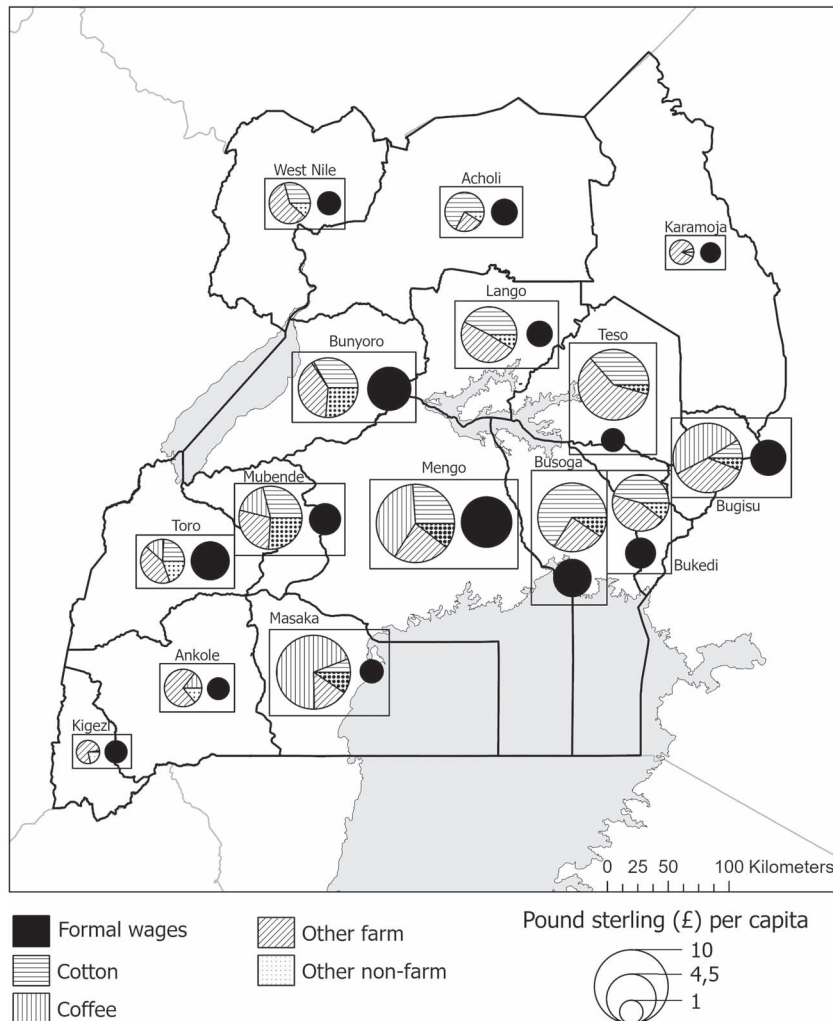 West Nile
Acholi
Karamoja
Lango
Teso
Bunyoro
Mubende
Mengo
Busoga
Bugisu
Toro
Bukedi
Masaka
Ankole
Kigezi
0 25 50 100 Kilometers
Formal wages
Cotton
Coffee
Other farm
Other non-farm
Pound sterling (£) per capita
10
4,5
1